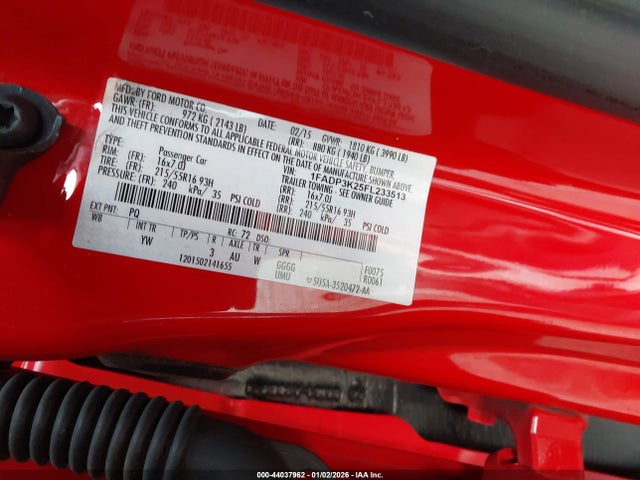 MFD. BY FORD MOTOR CO.
DATE: 02/15 GVWR: 1810 KG ( 3990 LB)
GAWR: (FR): 972 KG ( 2143 LB) (RR): 880 KG ( 1940 LB)
THIS VEHICLE CONFORMS TO ALL APPLICABLE FEDERAL MOTOR VEHICLE SAFETY, BUMPER,
AND THEFT PREVENTION STANDARDS IN EFFECT ON THE DATE OF MANUFACTURE SHOWN ABOVE.
VIN: 1FADP3K25FL233513
TYPE: Passenger Car TRAILER TOWING - SEE OWNER GUIDE
RIM: (FR): 16x7.0J (RR): 16x7.0J
TIRES: (FR): 215/55R16 93H (RR): 215/55R16 93H
PRESSURE: (FR): 240 kPa/ 35 PSI COLD (RR): 240 kPa/ 35 PSI COLD
EXT PNT: PQ RC: 72 DSO:
WB INT TR TP/PS R AXLE TR SPR
YW 3 AU W GGGG F0075
UMU R0061
1201502141655 5U5A-3520472-AA
000-44037962 - 01/02/2026 - IAA Inc.